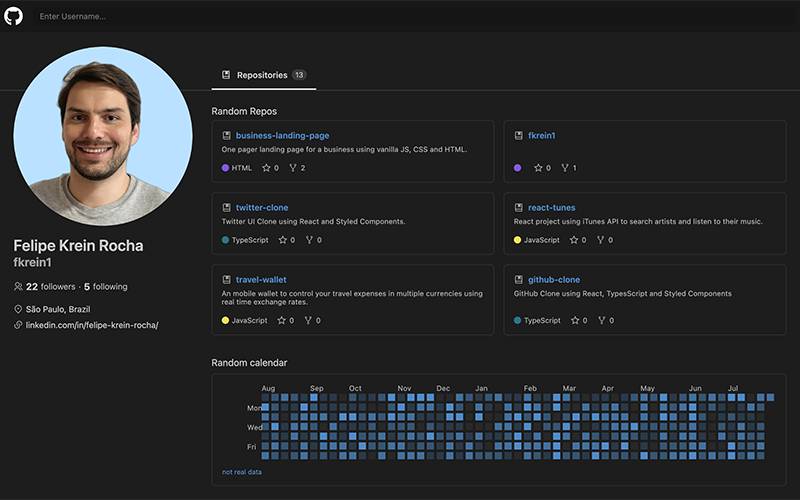 Enter Username...
Repositories 13
Felipe Krein Rocha
fkrein1
22 followers · 5 following
São Paulo, Brazil
linkedin.com/in/felipe-krein-rocha/
Random Repos
business-landing-page
One pager landing page for a business using vanilla JS, CSS and HTML.
HTML 0 2
fkrein1
0 1
twitter-clone
Twitter UI Clone using React and Styled Components.
TypeScript 0 0
react-tunes
React project using iTunes API to search artists and listen to their music.
JavaScript 0 0
travel-wallet
An mobile wallet to control your travel expenses in multiple currencies using
real time exchange rates.
JavaScript 0 0
github-clone
GitHub Clone using React, TypesScript and Styled Components
TypeScript 0 0
Random calendar
Aug Sep Oct Nov Dec Jan Feb Mar Apr May Jun Jul
Mon
Wed
Fri
not real data